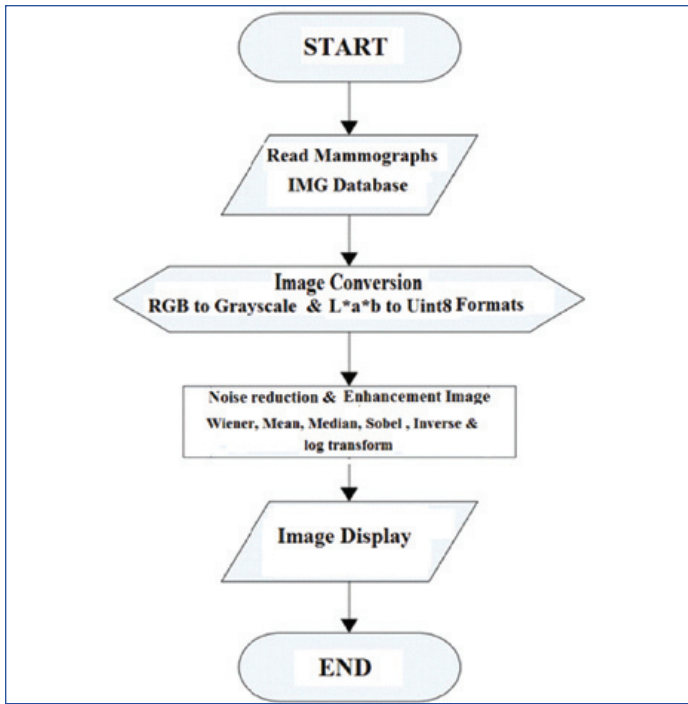 START
Read Mammographs
IMG Database
Image Conversion
RGB to Grayscale & L*a*b to Uint8 Formats
Noise reduction & Enhancement Image
Wiener, Mean, Median, Sobel , Inverse &
log transform
Image Display
END